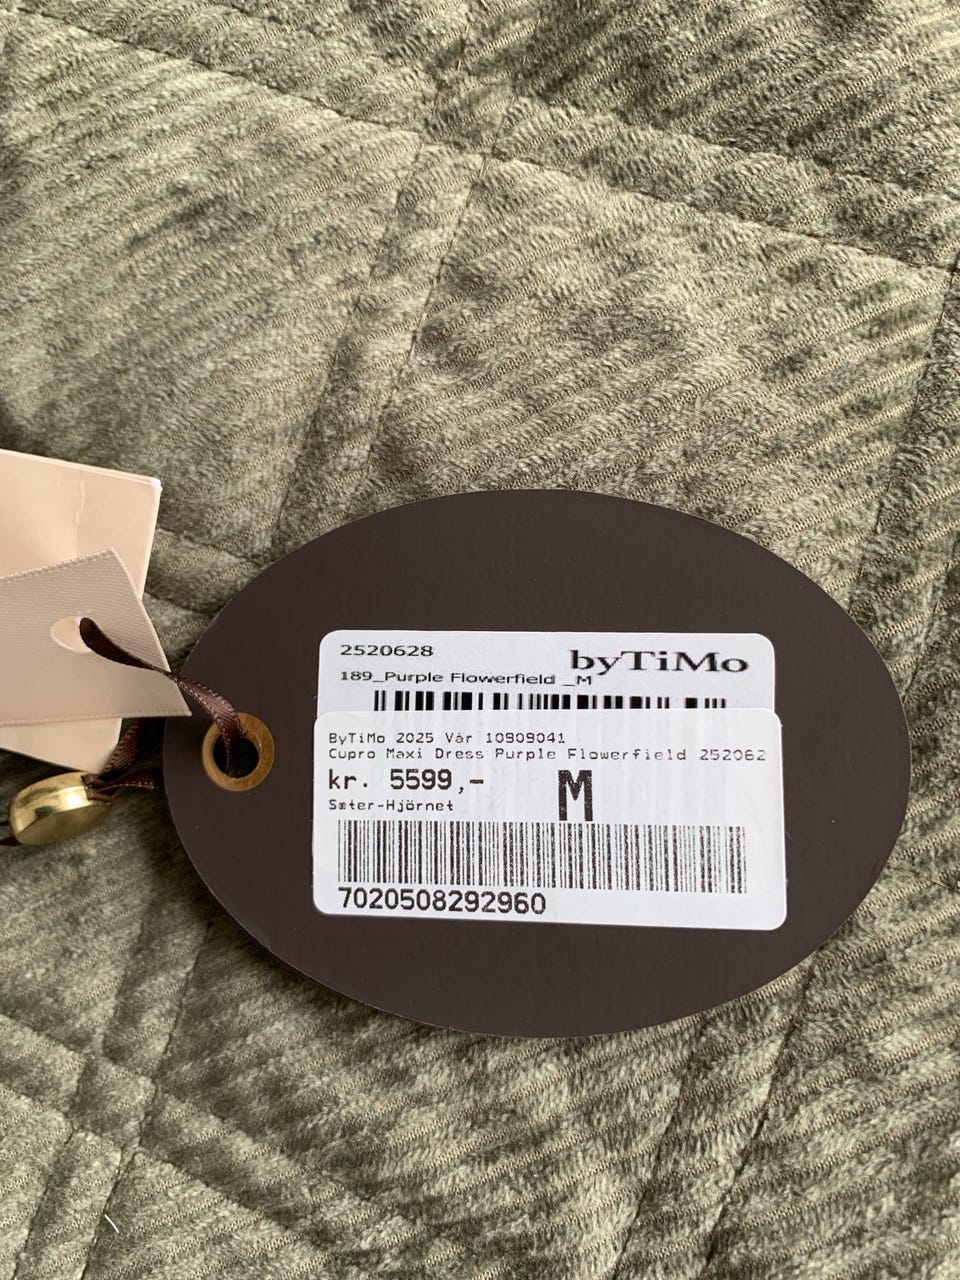 2520628
byTiMo
189_Purple Flowerfield _M
ByTiMo 2025 Vår 10909041
Cupro Maxi Dress Purple Flowerfield 252062
kr. 5599,-
M
Sæter-Hjörnet
7020508292960